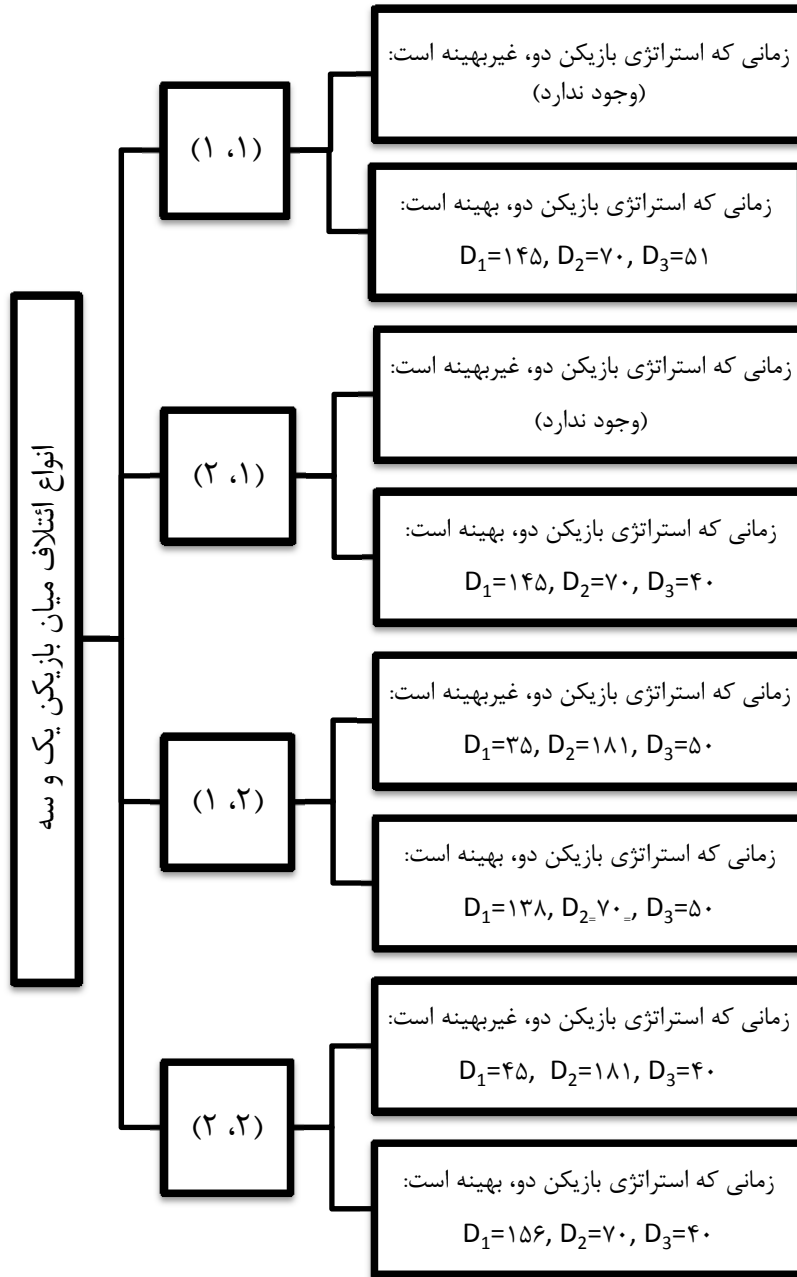 انواع ائتلاف میان بازیکن یک و سه
(۱ ،۱)
زمانی که استراتژی بازیکن دو، غیربهینه است:
(وجود ندارد)
زمانی که استراتژی بازیکن دو، بهینه است:
D1=۱۴۵, D2=۷۰, D3=۵۱
(۲ ،۱)
زمانی که استراتژی بازیکن دو، غیربهینه است:
(وجود ندارد)
زمانی که استراتژی بازیکن دو، بهینه است:
D1=۱۴۵, D2=۷۰, D3=۴۰
(۱ ،۲)
زمانی که استراتژی بازیکن دو، غیربهینه است:
D1=۳۵, D2=۱۸۱, D3=۵۰
زمانی که استراتژی بازیکن دو، بهینه است:
D1=۱۳۸, D2=۷۰=, D3=۵۰
(۲ ،۲)
زمانی که استراتژی بازیکن دو، غیربهینه است:
D1=۴۵, D2=۱۸۱, D3=۴۰
زمانی که استراتژی بازیکن دو، بهینه است:
D1=۱۵۶, D2=۷۰, D3=۴۰